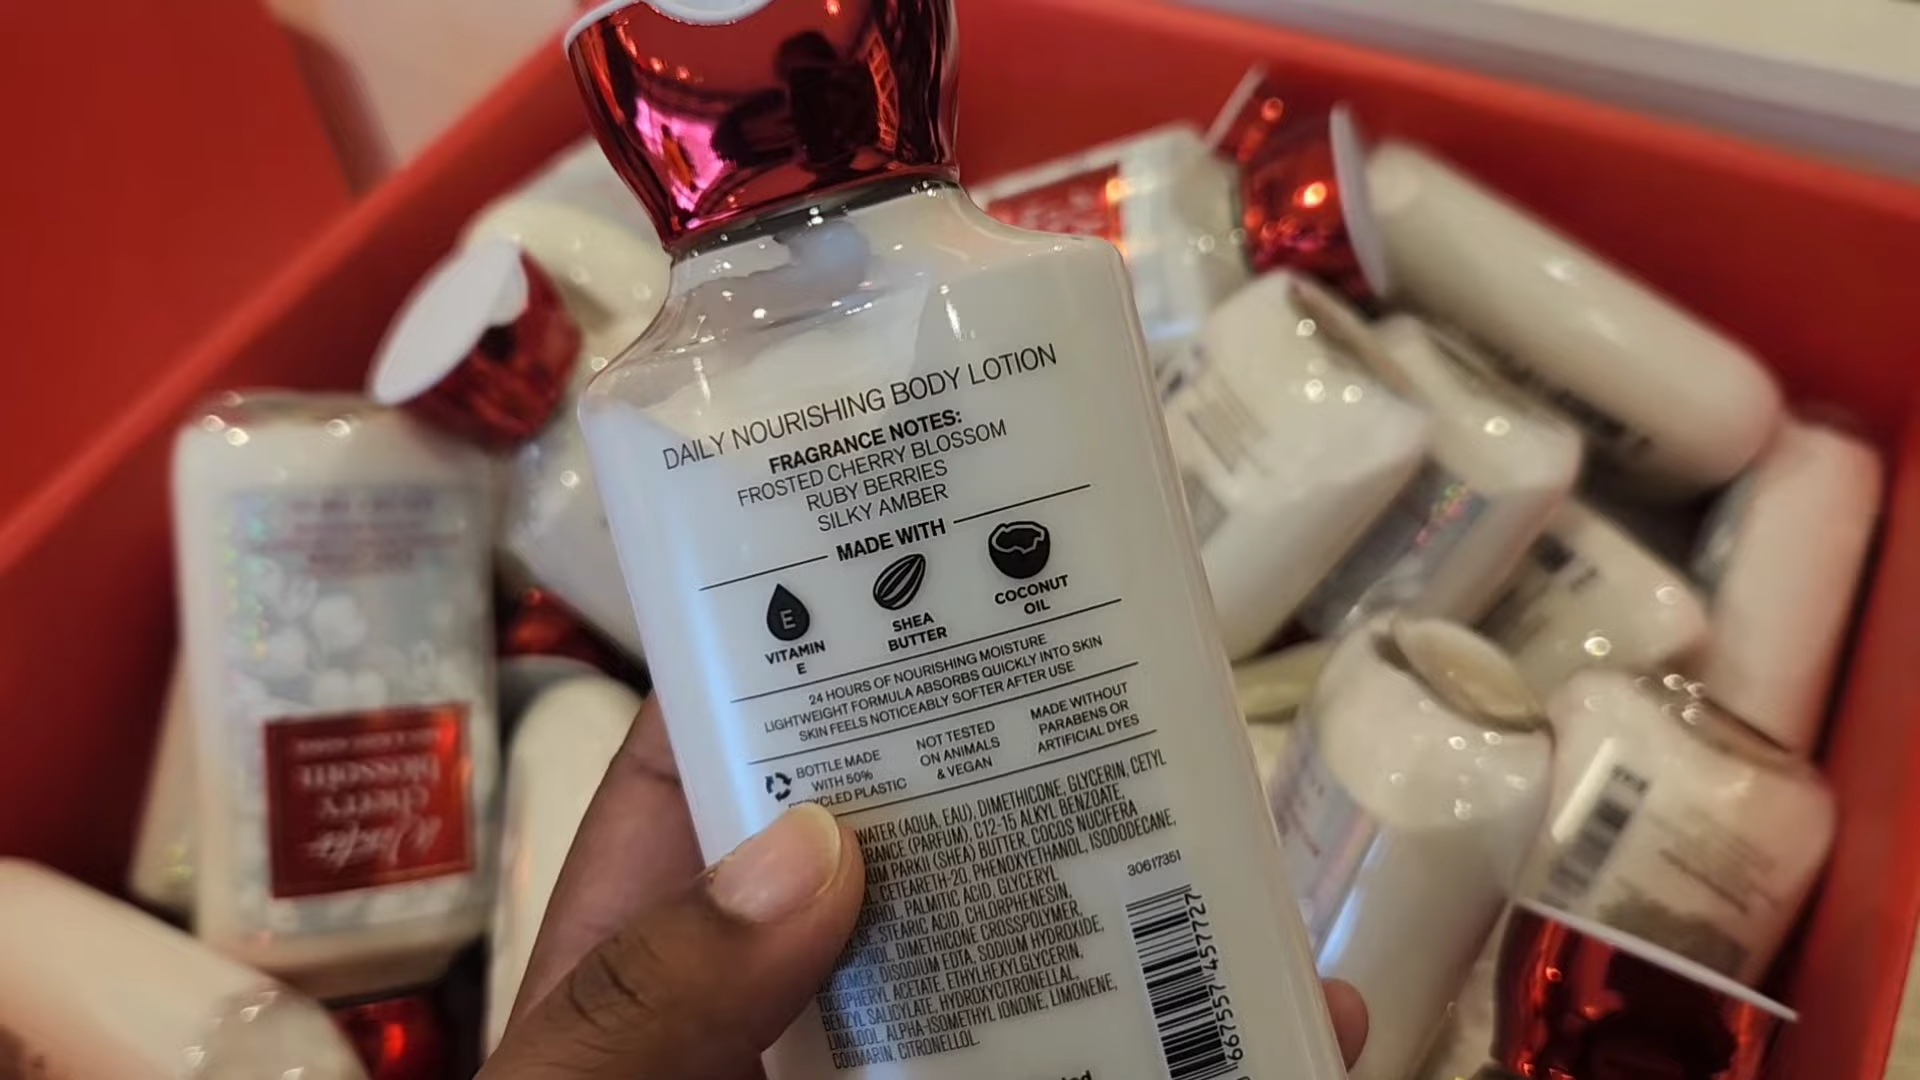 DAILY NOURISHING BODY LOTION
FRAGRANCE NOTES:
FROSTED CHERRY BLOSSOM
RUBY BERRIES
SILKY AMBER
MADE WITH
E
VITAMIN
E
SHEA
BUTTER
COCONUT
OIL
24 HOURS OF NOURISHING MOISTURE
LIGHTWEIGHT FORMULA ABSORBS QUICKLY INTO SKIN
SKIN FEELS NOTICEABLY SOFTER AFTER USE
BOTTLE MADE
WITH 50%
RECYCLED PLASTIC
NOT TESTED
ON ANIMALS
& VEGAN
MADE WITHOUT
PARABENS OR
ARTIFICIAL DYES
WATER (AQUA, EAU), DIMETHICONE, GLYCERIN, CETYL
(PARFUM), C12-15 ALKYL BENZOATE,
PARKII (SHEA) BUTTER, COCOS NUCIFERA
CETEARETH-20, PHENOXYETHANOL, ISODODECANE,
PALMITIC ACID, GLYCERYL
STEARIC ACID, CHLORPHENESIN,
DIMETHICONE CROSSPOLYMER,
DISODIUM EDTA, SODIUM HYDROXIDE,
TOCOPHERYL ACETATE, ETHYLHEXYLGLYCERIN,
BENZYL SALICYLATE, HYDROXYCITRONELLAL,
LINALOOL, ALPHA-ISOMETHYL IONONE, LIMONENE,
COUMARIN, CITRONELLOL.
30617351
667557 457727
Winter
cherry
blossom